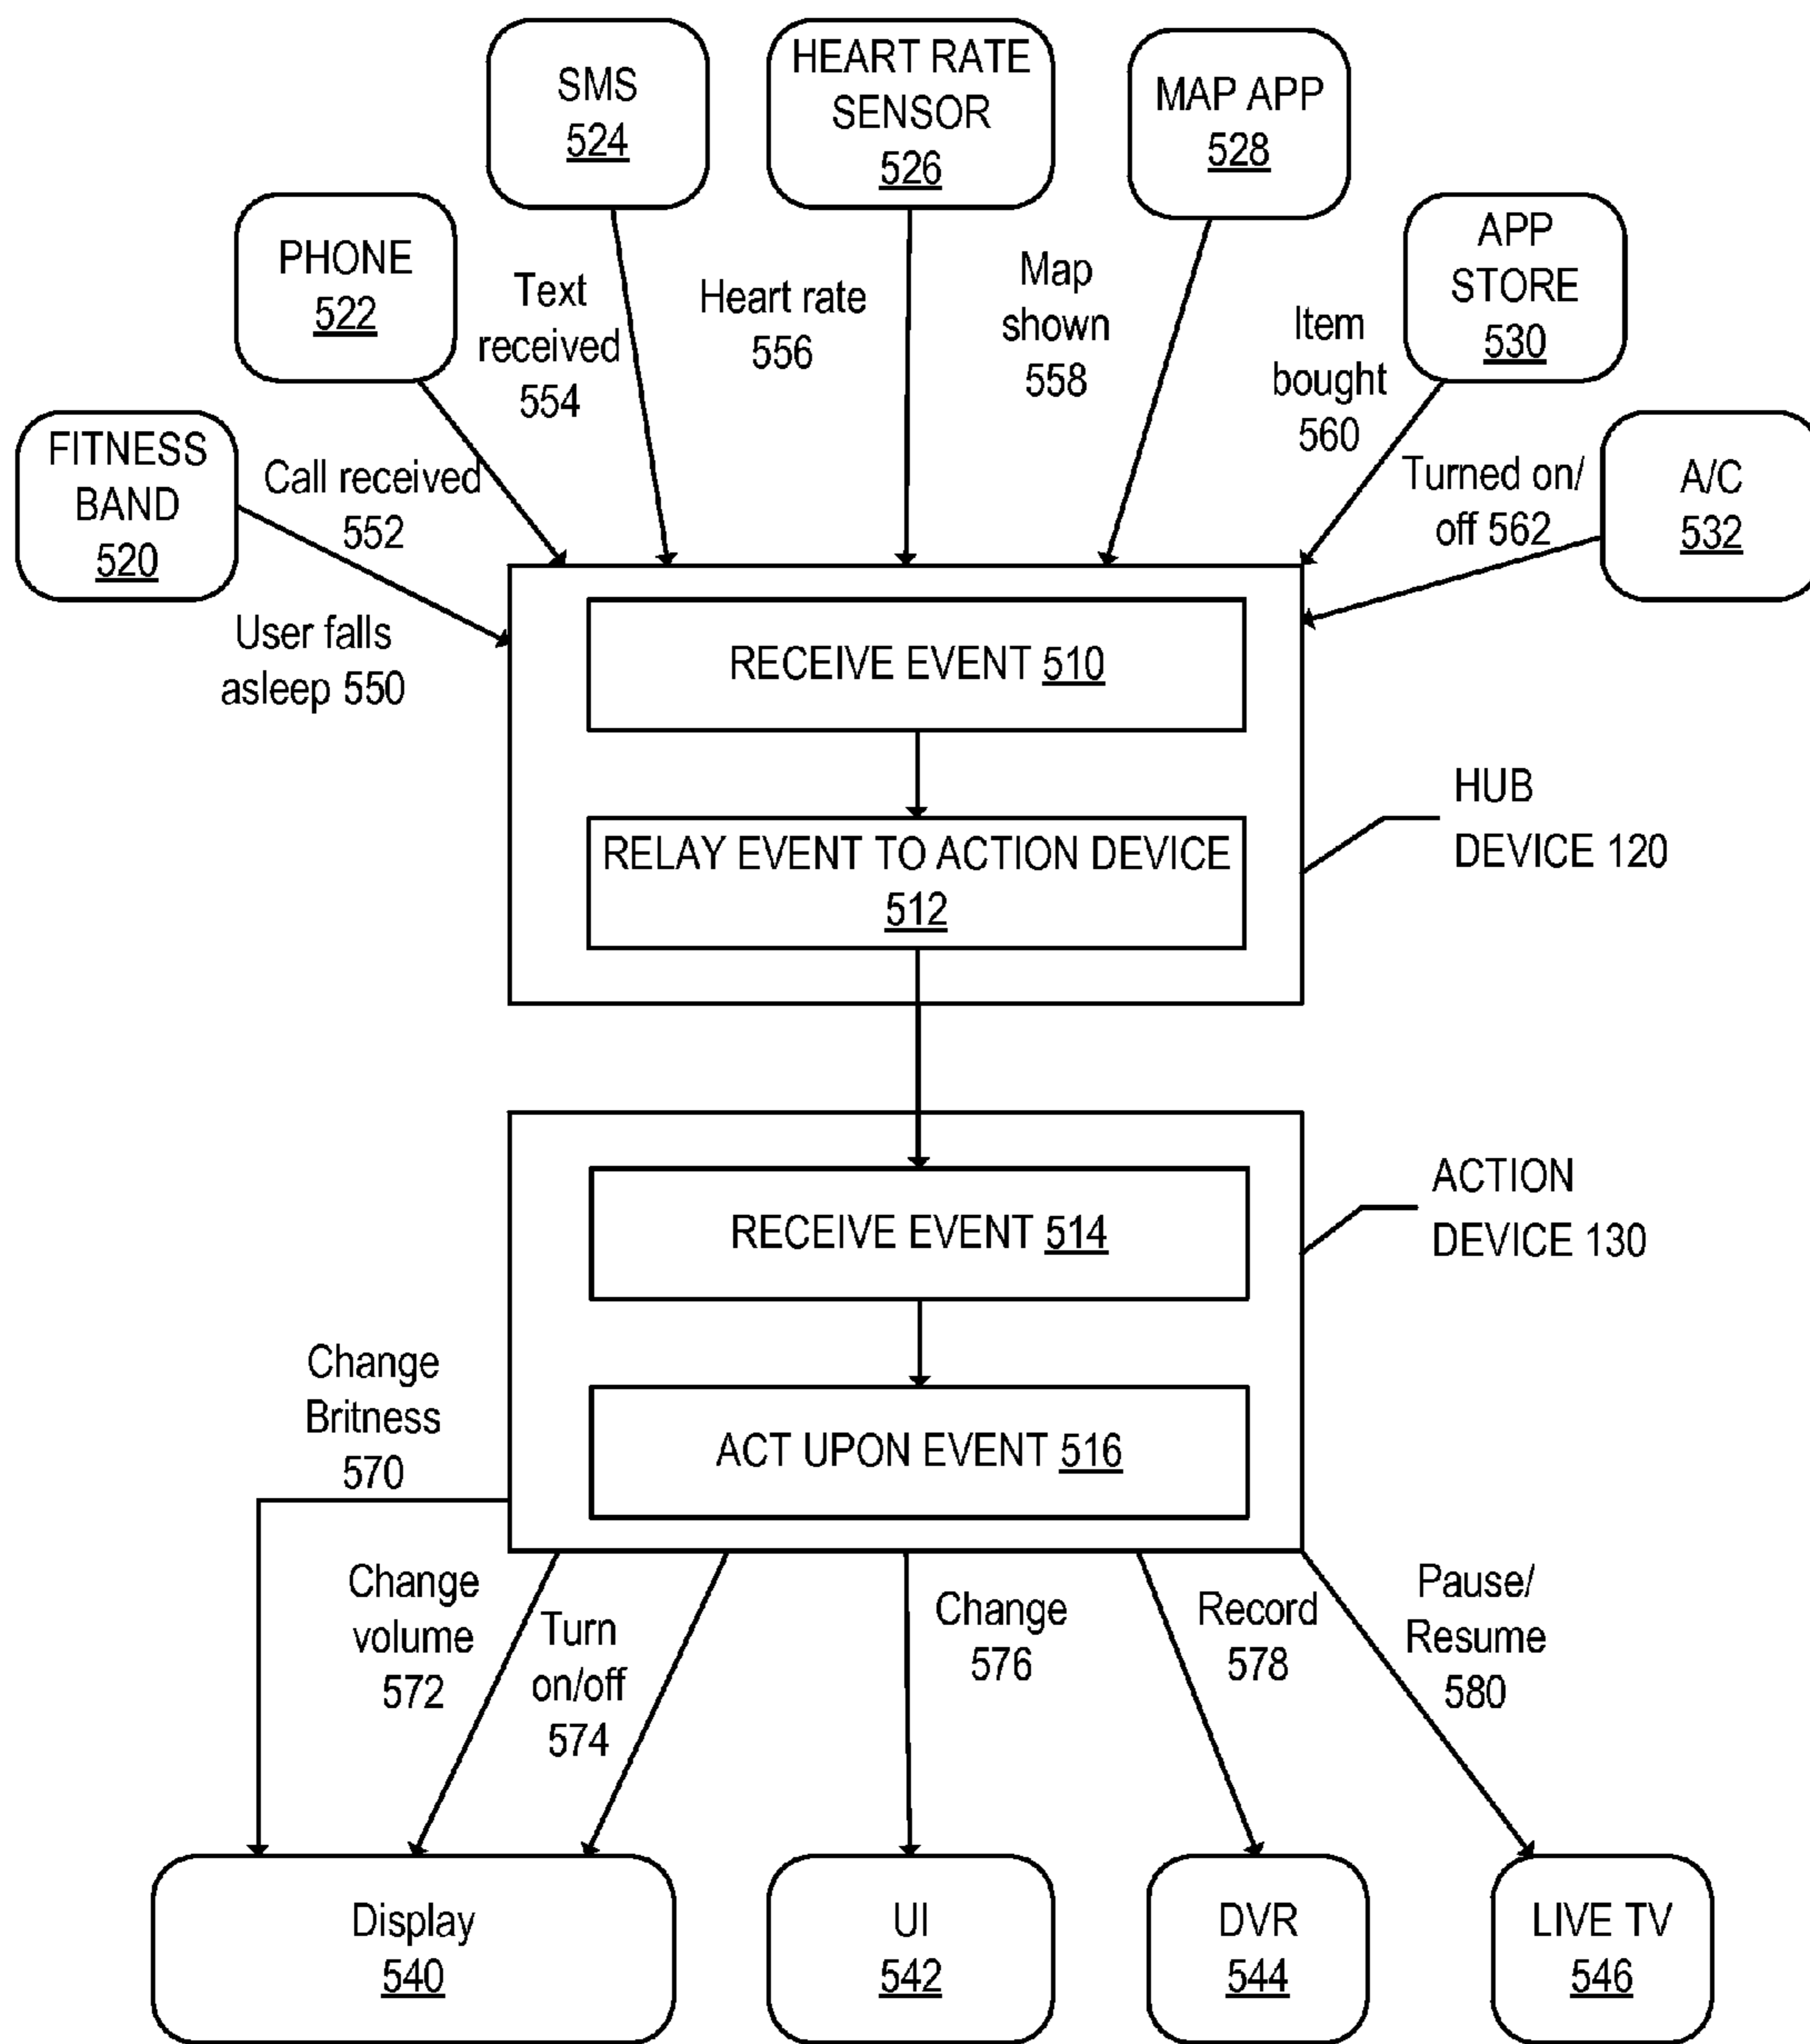 SMS
524
HEART RATE
SENSOR
526
MAP APP
528
PHONE
522
APP
STORE
530
Text
received
554
Heart rate
556
Map
shown
558
Item
bought
560
FITNESS
BAND
520
Call received
552
Turned on/
off 562
A/C
532
User falls
asleep 550
RECEIVE EVENT 510
HUB
DEVICE 120
RELAY EVENT TO ACTION DEVICE
512
RECEIVE EVENT 514
ACTION
DEVICE 130
Change
Britness
570
ACT UPON EVENT 516
Change
volume
572
Turn
on/off
574
Change
576
Record
578
Pause/
Resume
580
Display
540
UI
542
DVR
544
LIVE TV
546